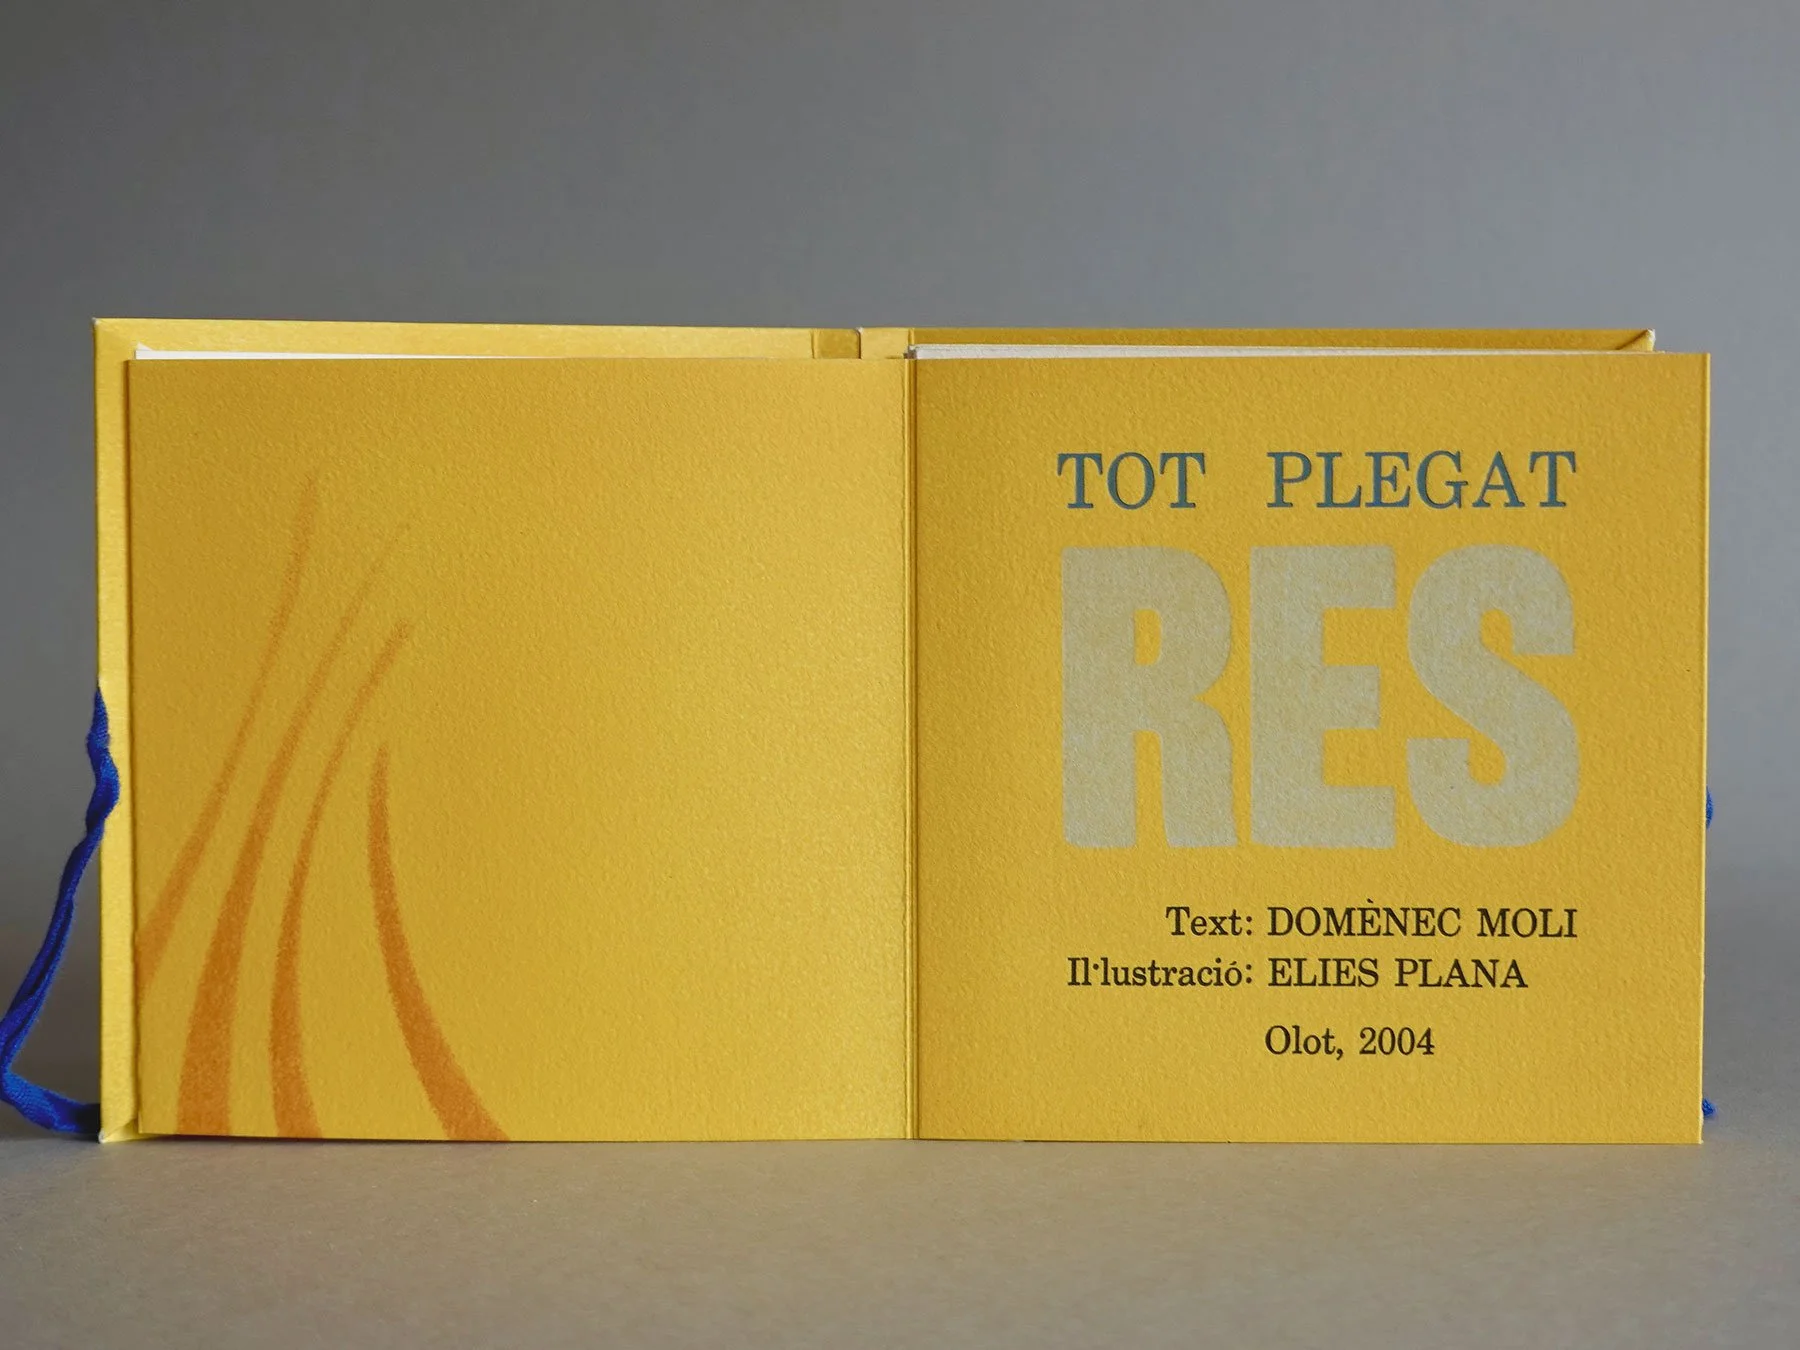 TOT PLEGAT
RES
Text: DOMÈNEC MOLI
Il·lustració: ELIES PLANA
Olot, 2004